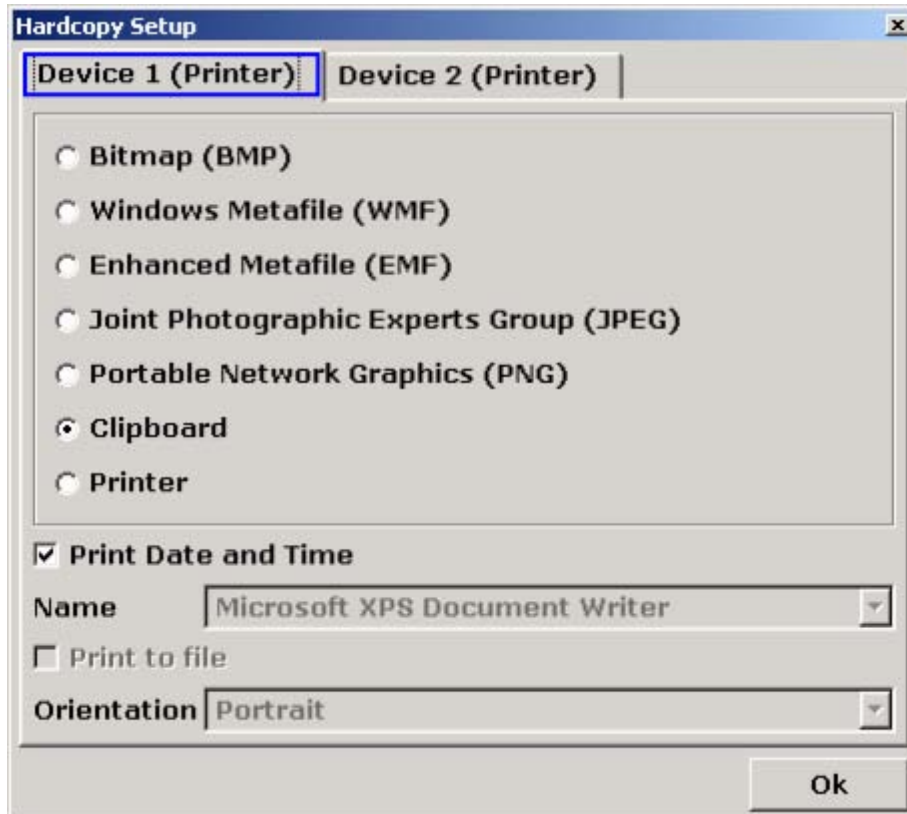 Hardcopy Setup
Device 1 (Printer) Device 2 (Printer)
Bitmap (BMP)
Windows Metafile (WMF)
Enhanced Metafile (EMF)
Joint Photographic Experts Group (JPEG)
Portable Network Graphics (PNG)
Clipboard
Printer
Print Date and Time
Name Microsoft XPS Document Writer
Print to file
Orientation Portrait
Ok